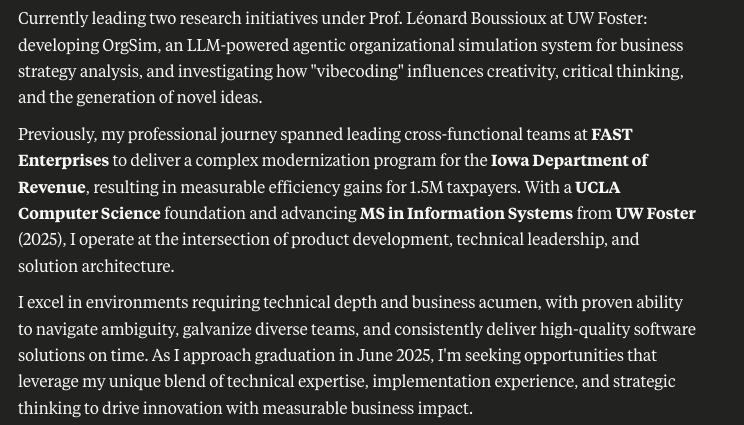 Currently leading two research initiatives under Prof. Léonard Boussioux at UW Foster:
developing OrgSim, an LLM-powered agentic organizational simulation system for business
strategy analysis, and investigating how "vibecoding" influences creativity, critical thinking,
and the generation of novel ideas.
Previously, my professional journey spanned leading cross-functional teams at FAST
Enterprises to deliver a complex modernization program for the Iowa Department of
Revenue, resulting in measurable efficiency gains for 1.5M taxpayers. With a UCLA
Computer Science foundation and advancing MS in Information Systems from UW Foster
(2025), I operate at the intersection of product development, technical leadership, and
solution architecture.
I excel in environments requiring technical depth and business acumen, with proven ability
to navigate ambiguity, galvanize diverse teams, and consistently deliver high-quality software
solutions on time. As I approach graduation in June 2025, I'm seeking opportunities that
leverage my unique blend of technical expertise, implementation experience, and strategic
thinking to drive innovation with measurable business impact.